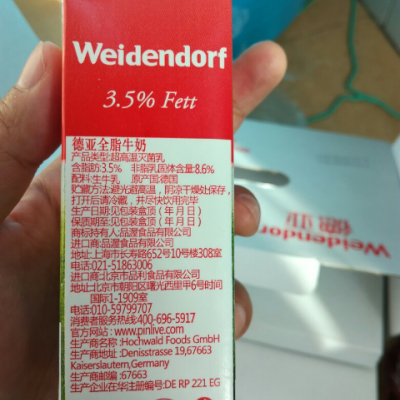 Weidendorf
3.5% Fett
德亚全脂牛奶
产品类型:超高温灭菌乳
含脂肪:3.5% 非脂乳固体含量:8.6%
配料:生牛乳 原产国:德国
贮藏方法:避光避高温，阴凉干燥处保存，
打开后请冷藏，并尽快饮用完毕
生产日期:见包装盒顶（年月日）
保质期至:见包装盒顶（年月日）
商标持有人:品渥食品有限公司
进口商:品渥食品有限公司
地址:上海市长寿路652号10号楼308室
电话:021-51863006
进口商:北京市品利食品有限公司
地址:北京市朝阳区曙光西里甲6号时间
国际1-1909室
电话:010-59799707
消费者服务热线:400-696-5917
官方网站:www.pinlive.com
生产商名称:Hochwald Foods GmbH
生产商地址:Denisstrasse 19,67663
Kaiserslautern,Germany
生产商邮编:67663
生产企业在华注册编号:DE RP 221 EG
德亚
Weidendorf